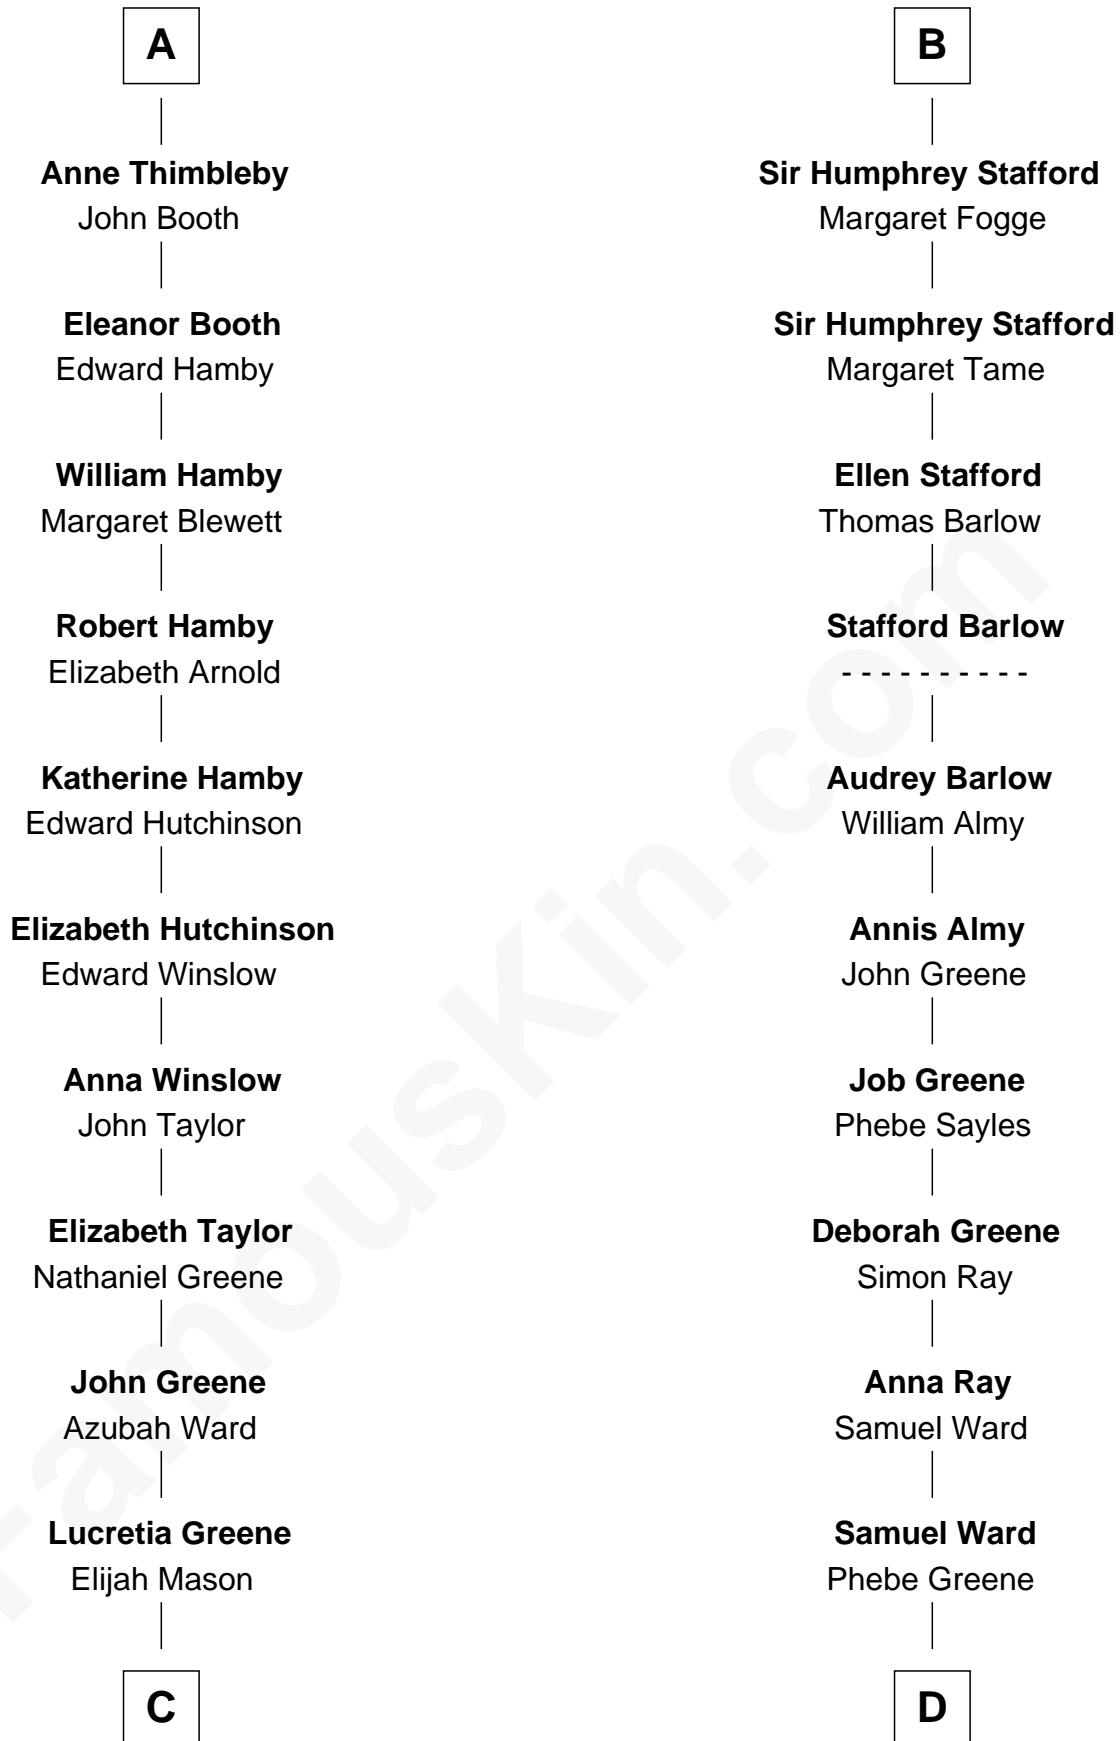 A
Anne Thimbleby
John Booth
Eleanor Booth
Edward Hamby
William Hamby
Margaret Blewett
Robert Hamby
Elizabeth Arnold
Katherine Hamby
Edward Hutchinson
Elizabeth Hutchinson
Edward Winslow
Anna Winslow
John Taylor
Elizabeth Taylor
Nathaniel Greene
John Greene
Azubah Ward
Lucretia Greene
Elijah Mason
C
B
Sir Humphrey Stafford
Margaret Fogge
Sir Humphrey Stafford
Margaret Tame
Ellen Stafford
Thomas Barlow
Stafford Barlow
- - - - - - - - - -
Audrey Barlow
William Almy
Annis Almy
John Greene
Job Greene
Phebe Sayles
Deborah Greene
Simon Ray
Anna Ray
Samuel Ward
Samuel Ward
Phebe Greene
D
FamousKin.com